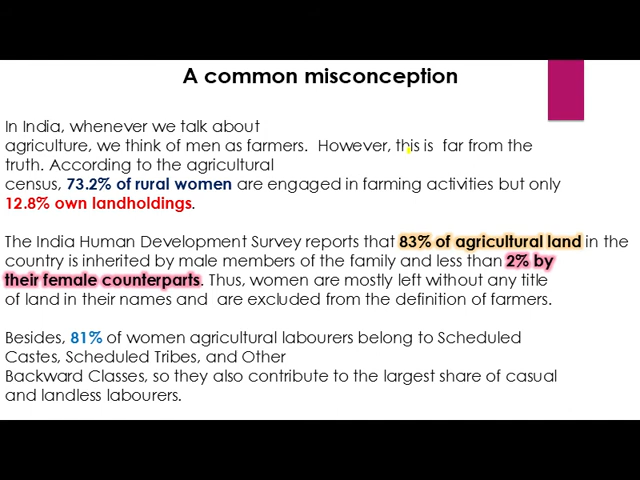 A common misconception
In India, whenever we talk about
agriculture, we think of men as farmers. However, this is far from the
truth. According to the agricultural
census, 73.2% of rural women are engaged in farming activities but only
12.8% own landholdings.
The India Human Development Survey reports that 83% of agricultural land in the
country is inherited by male members of the family and less than 2% by
their female counterparts. Thus, women are mostly left without any title
of land in their names and are excluded from the definition of farmers.
Besides, 81% of women agricultural labourers belong to Scheduled
Castes, Scheduled Tribes, and Other
Backward Classes, so they also contribute to the largest share of casual
and landless labourers.